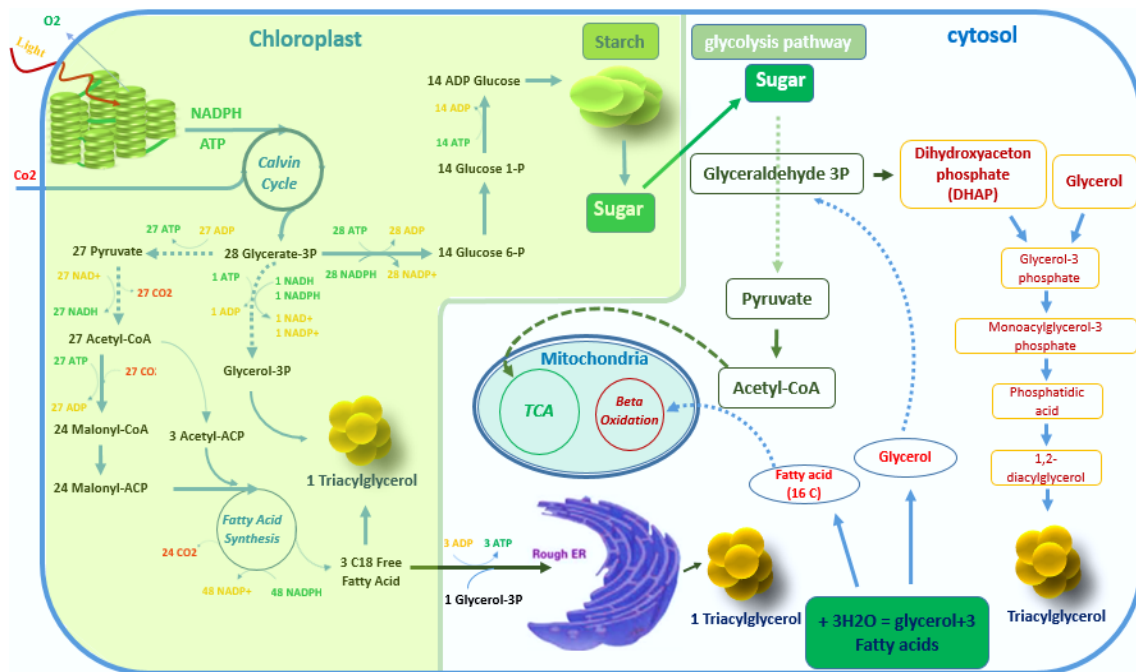 O2
Light
Chloroplast
Starch
glycolysis pathway
cytosol
Sugar
14 ADP Glucose
14 ADP
14 ATP
NADPH
ATP
Calvin
Cycle
14 Glucose 1-P
Co2
Sugar
Glyceraldehyde 3P
Dihydroxyaceton
phosphate
(DHAP)
Glycerol
27 ATP
27 ADP
27 Pyruvate
28 Glycerate-3P
28 ATP
28 ADP
28 NADPH
28 NADP+
14 Glucose 6-P
27 NAD+
27 CO2
27 NADH
1 ATP
1 NADH
1 NADPH
1 ADP
1 NAD+
1 NADP+
Glycerol-3
phosphate
Pyruvate
Monoacylglycerol-3
phosphate
27 Acetyl-CoA
27 ATP
27 CO
27 ADP
Glycerol-3P
Mitochondria
TCA
Beta
Oxidation
Acetyl-CoA
Phosphatidic
acid
24 Malonyl-CoA
3 Acetyl-ACP
1 Triacylglycerol
Glycerol
Fatty acid
(16 C)
1,2-
diacylglycerol
24 Malonyl-ACP
Fatty Acid
Synthesis
24 CO2
48 NADP+
48 NADPH
3 C18 Free
Fatty Acid
3 ADP
3 ATP
1 Glycerol-3P
Rough ER
1 Triacylglycerol
+ 3H2O = glycerol+3
Fatty acids
Triacylglycerol